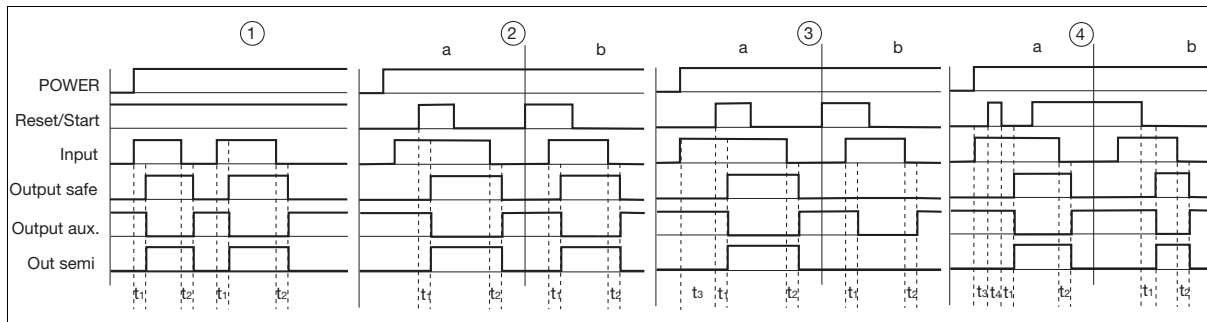 1 2 3 4
a b a b a b
POWER
Reset/Start
Input
Output safe
Output aux.
Out semi
t1 t2 t1 t2 t1 t2 t1 t2 t3 t1 t2 t1 t2 t3 t4 t1 t2 t1 t2